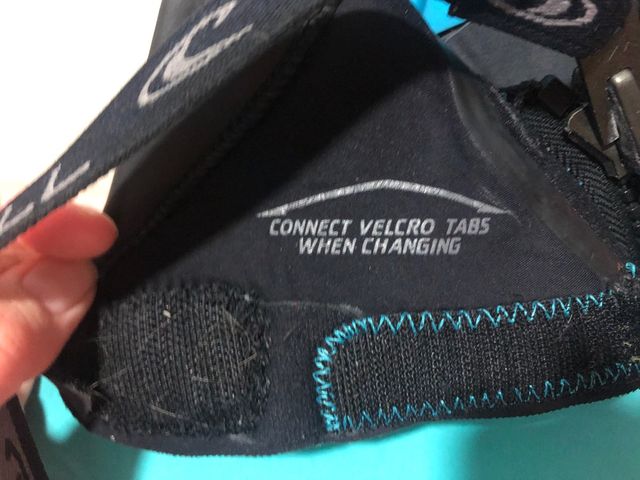 CONNECT VELCRO TABS
WHEN CHANGING